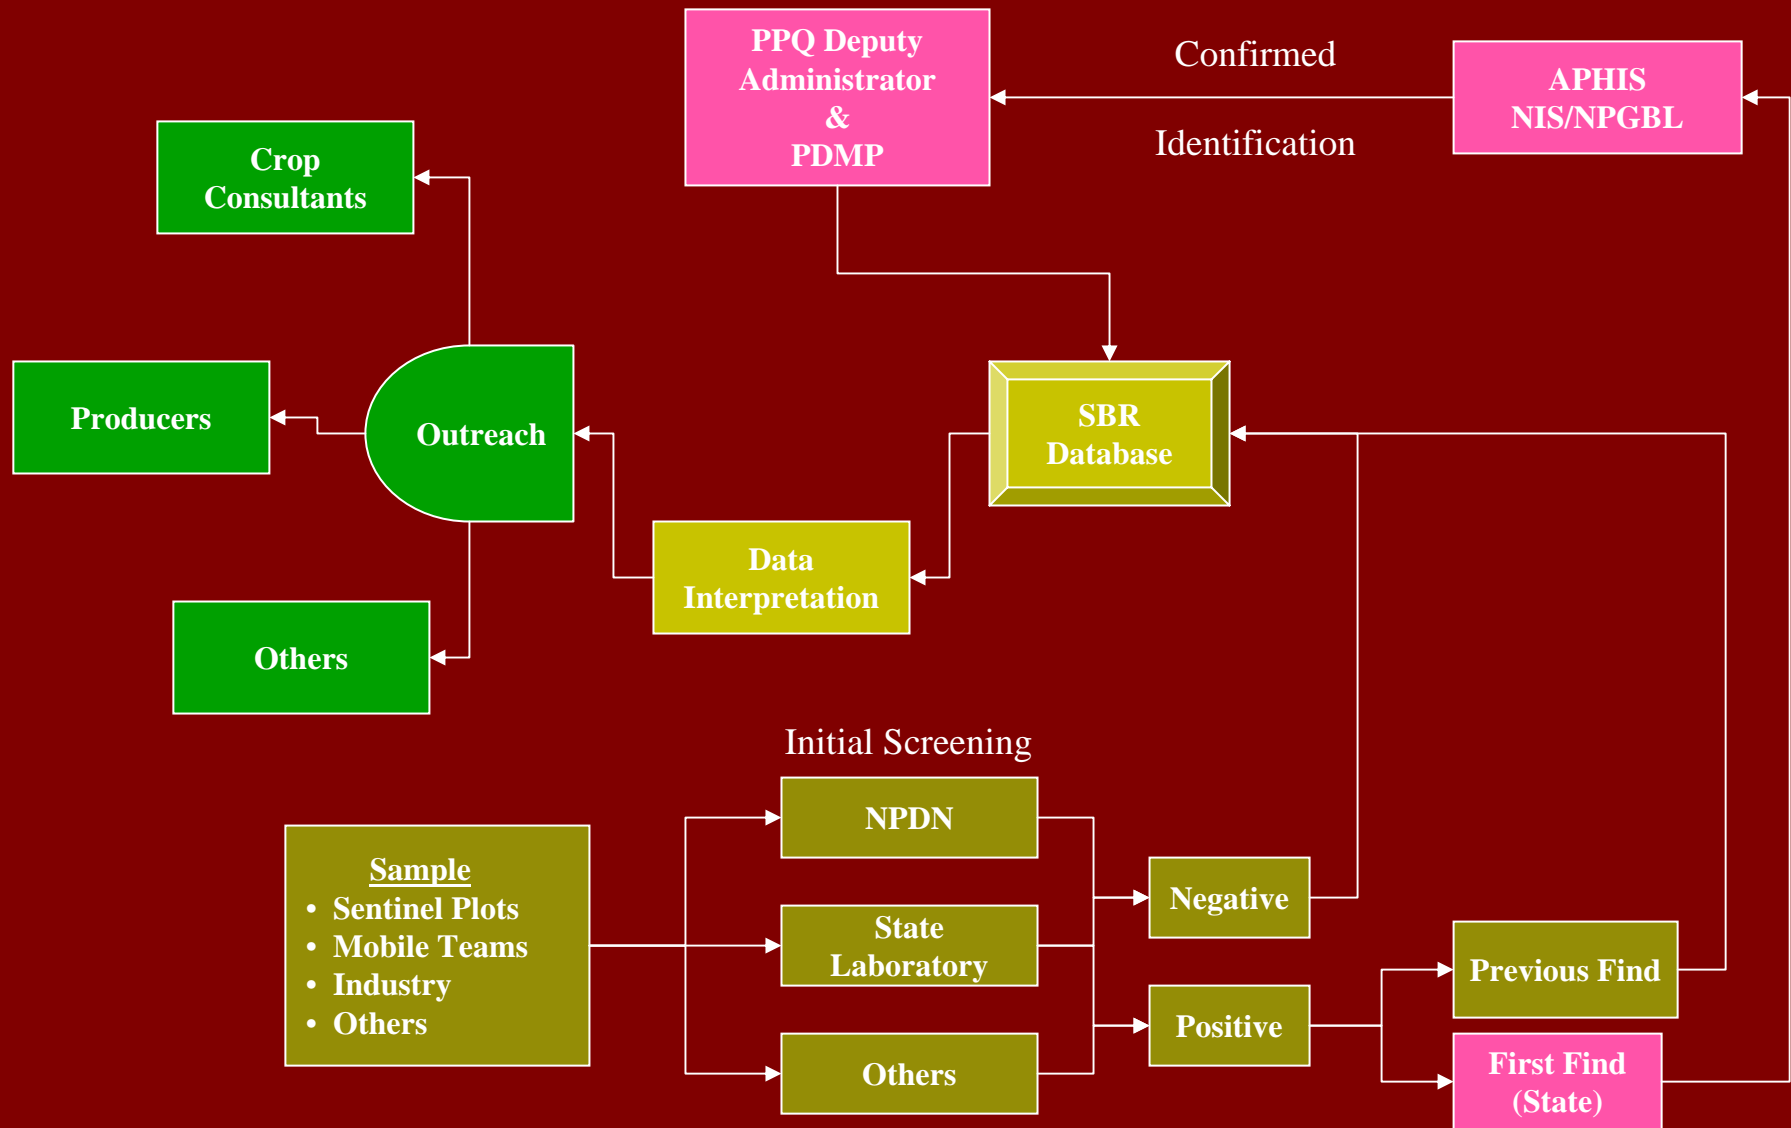 PPQ Deputy
Administrator
&
PDMP
Confirmed
Identification
APHIS
NIS/NPGBL
Crop
Consultants
Producers
Outreach
SBR
Database
Data
Interpretation
Others
Initial Screening
Sample
• Sentinel Plots
• Mobile Teams
• Industry
• Others
NPDN
State
Laboratory
Others
Negative
Positive
Previous Find
First Find
(State)